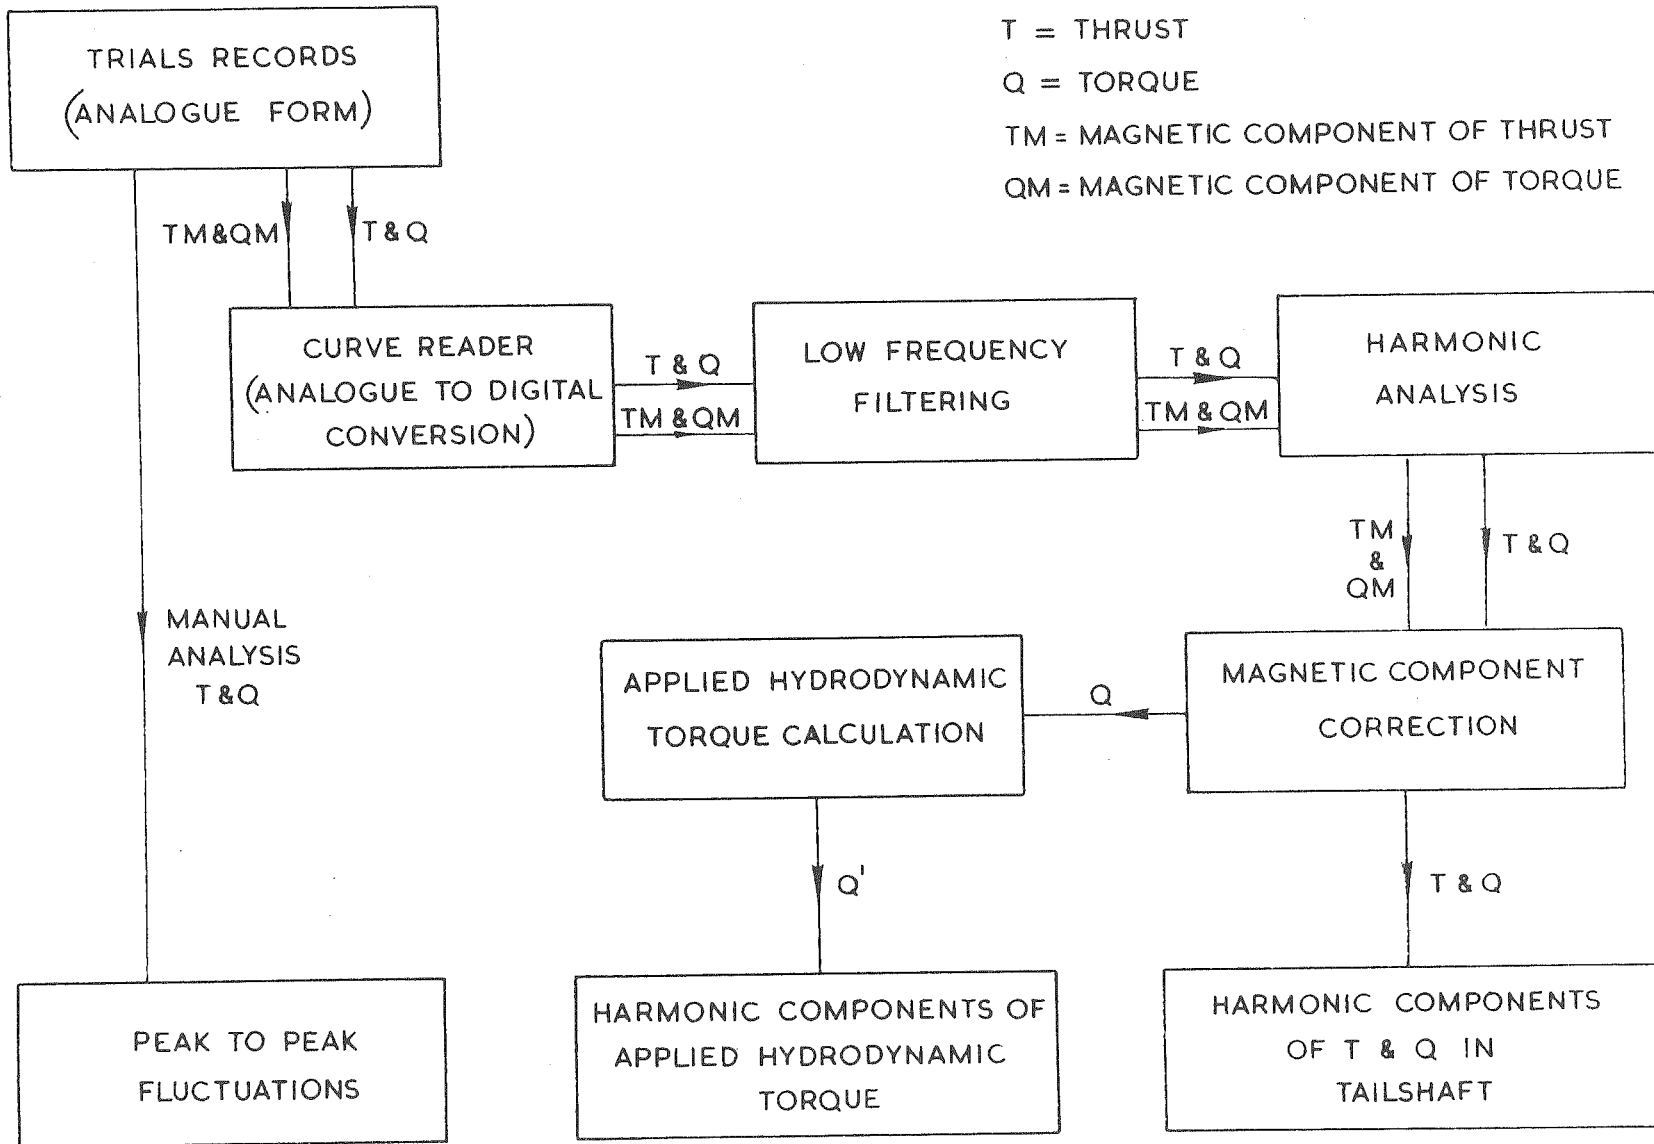 TRIALS RECORDS
(ANALOGUE FORM)
T = THRUST
Q = TORQUE
TM = MAGNETIC COMPONENT OF THRUST
QM = MAGNETIC COMPONENT OF TORQUE
TM&QM
T & Q
CURVE READER
(ANALOGUE TO DIGITAL
CONVERSION)
T & Q
TM & QM
LOW FREQUENCY
FILTERING
T & Q
TM & QM
HARMONIC
ANALYSIS
TM
&
QM
T & Q
MANUAL
ANALYSIS
T & Q
APPLIED HYDRODYNAMIC
TORQUE CALCULATION
Q
MAGNETIC COMPONENT
CORRECTION
Q'
T & Q
PEAK TO PEAK
FLUCTUATIONS
HARMONIC COMPONENTS OF
APPLIED HYDRODYNAMIC
TORQUE
HARMONIC COMPONENTS
OF T & Q IN
TAILSHAFT